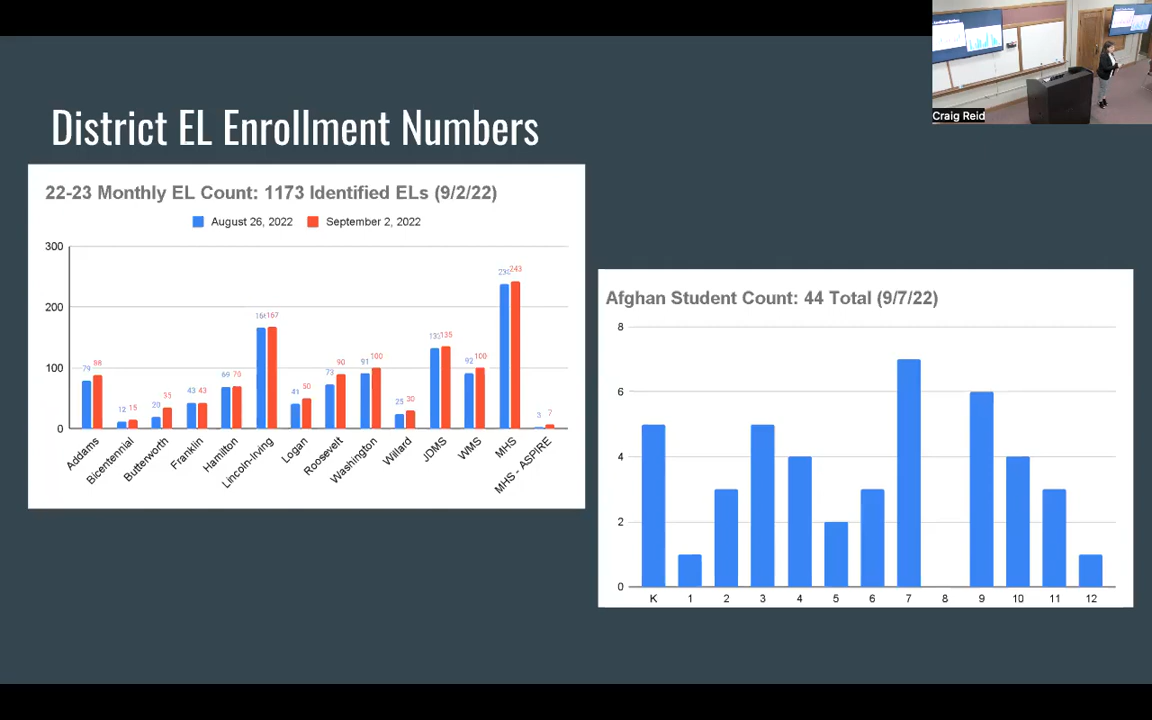 Craig Reid
District EL Enrollment Numbers
22-23 Monthly EL Count: 1173 Identified ELs (9/2/22)
August 26, 2022 September 2, 2022
300
200
100
0
79 98 12 15 20 35 43 43 69 70 167 41 50 73 90 91 100 25 30 135 92 100 243 3 7
Addams Bicentennial Butterworth Franklin Hamilton Lincoln-Irving Logan Roosevelt Washington Willard JDMS WMS MHS MHS - ASPIRE
Afghan Student Count: 44 Total (9/7/22)
8
6
4
2
0
K 1 2 3 4 5 6 7 8 9 10 11 12